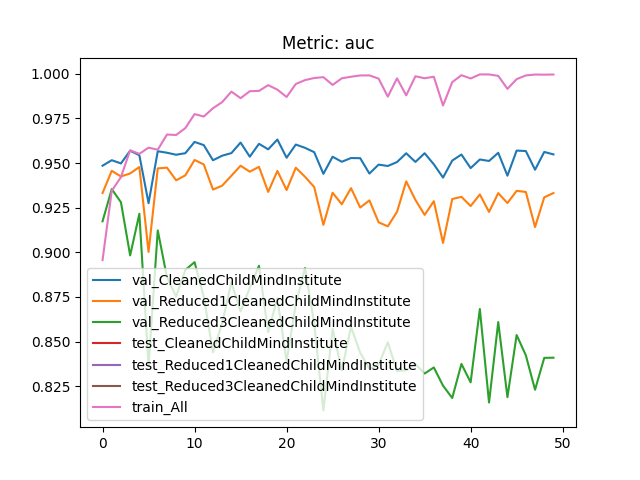 Metric: auc
1.000
0.975
0.950
0.925
0.900
0.875
0.850
0.825
val_CleanedChildMindInstitute
val_Reduced1CleanedChildMindInstitute
val_Reduced3CleanedChildMindInstitute
test_CleanedChildMindInstitute
test_Reduced1CleanedChildMindInstitute
test_Reduced3CleanedChildMindInstitute
train_All
0 10 20 30 40 50